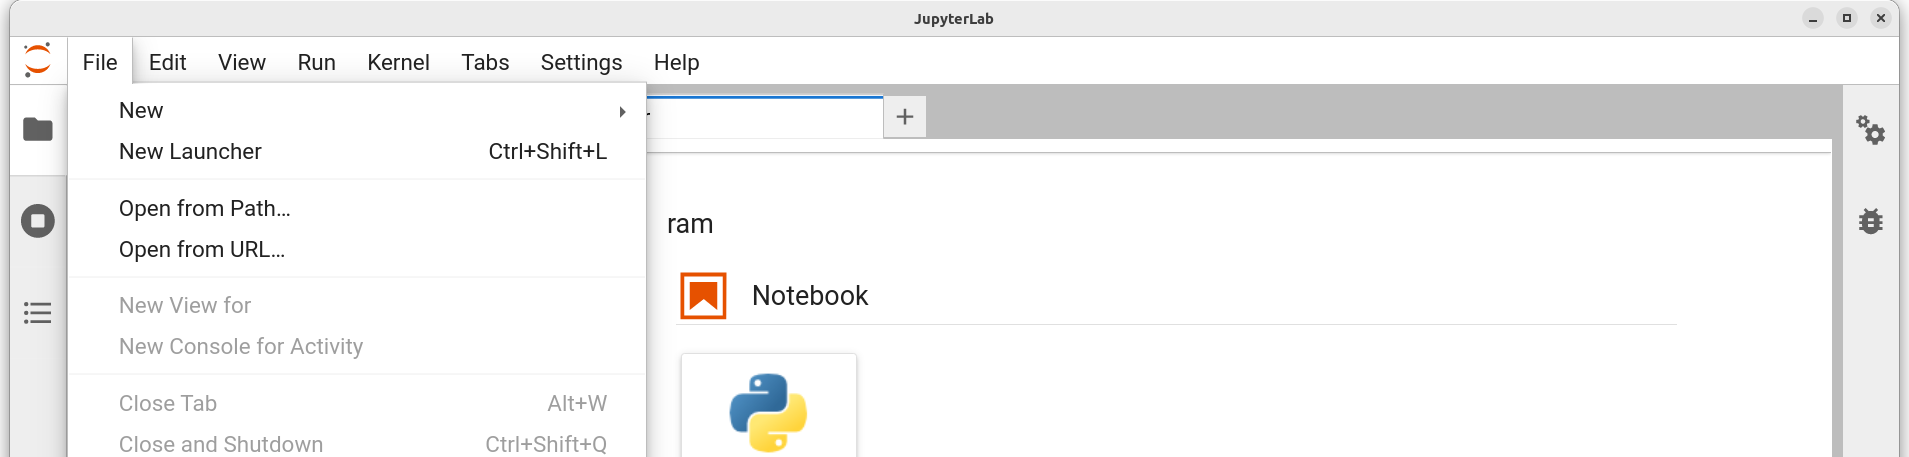 JupyterLab
File Edit View Run Kernel Tabs Settings Help
New
New Launcher Ctrl+Shift+L
Open from Path…
Open from URL…
ram
New View for
Notebook
New Console for Activity
Close Tab Alt+W
Close and Shutdown Ctrl+Shift+Q